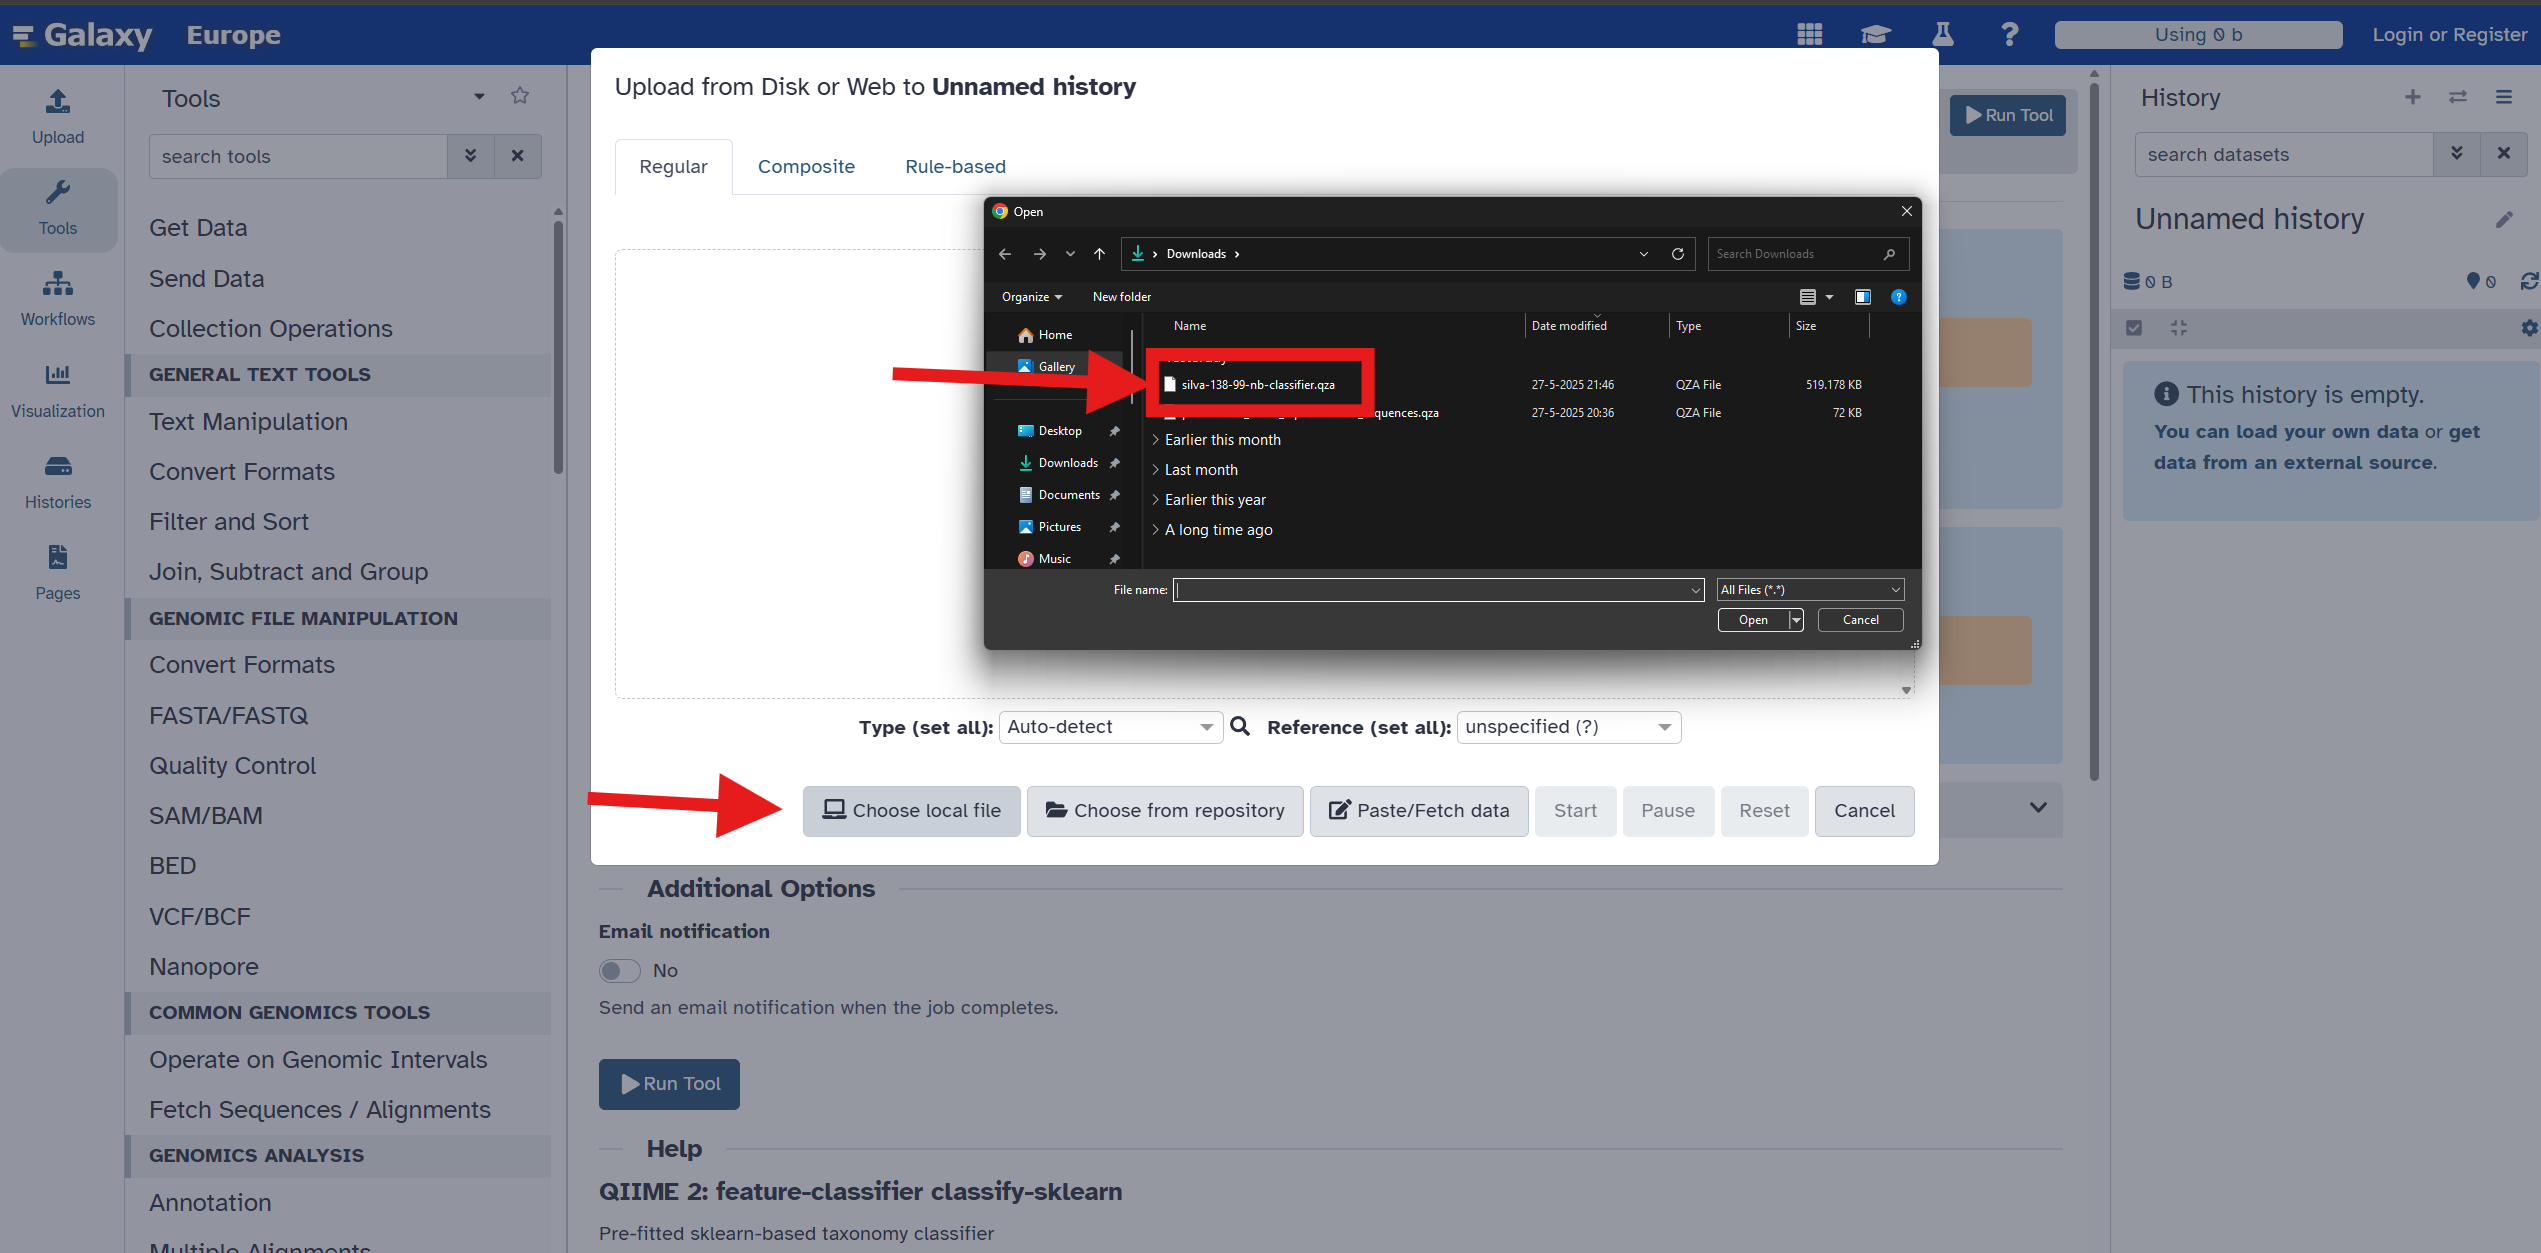 Galaxy Europe
Using 0 b
Login or Register
Upload
Tools
Workflows
Visualization
Histories
Pages
Tools
search tools
Get Data
Send Data
Collection Operations
GENERAL TEXT TOOLS
Text Manipulation
Convert Formats
Filter and Sort
Join, Subtract and Group
GENOMIC FILE MANIPULATION
Convert Formats
FASTA/FASTQ
Quality Control
SAM/BAM
BED
VCF/BCF
Nanopore
COMMON GENOMICS TOOLS
Operate on Genomic Intervals
Fetch Sequences / Alignments
GENOMICS ANALYSIS
Annotation
Multiple Alignments
Upload from Disk or Web to Unnamed history
Regular
Composite
Rule-based
Open
Downloads
Search Downloads
Organize
New folder
Home
Gallery
Desktop
Downloads
Documents
Pictures
Music
Name
Date modified
Type
Size
Yesterday
silva-138-99-nb-classifier.qza 27-5-2025 21:46 QZA File 519.178 KB
quences.qza 27-5-2025 20:36 QZA File 72 KB
Earlier this month
Last month
Earlier this year
A long time ago
File name:
All Files (*.*)
Open
Cancel
Type (set all): Auto-detect
Reference (set all): unspecified (?)
Choose local file
Choose from repository
Paste/Fetch data
Start
Pause
Reset
Cancel
Run Tool
Additional Options
Email notification
No
Send an email notification when the job completes.
Run Tool
Help
QIIME 2: feature-classifier classify-sklearn
Pre-fitted sklearn-based taxonomy classifier
History
search datasets
Unnamed history
0 B
0
This history is empty.
You can load your own data or get
data from an external source.